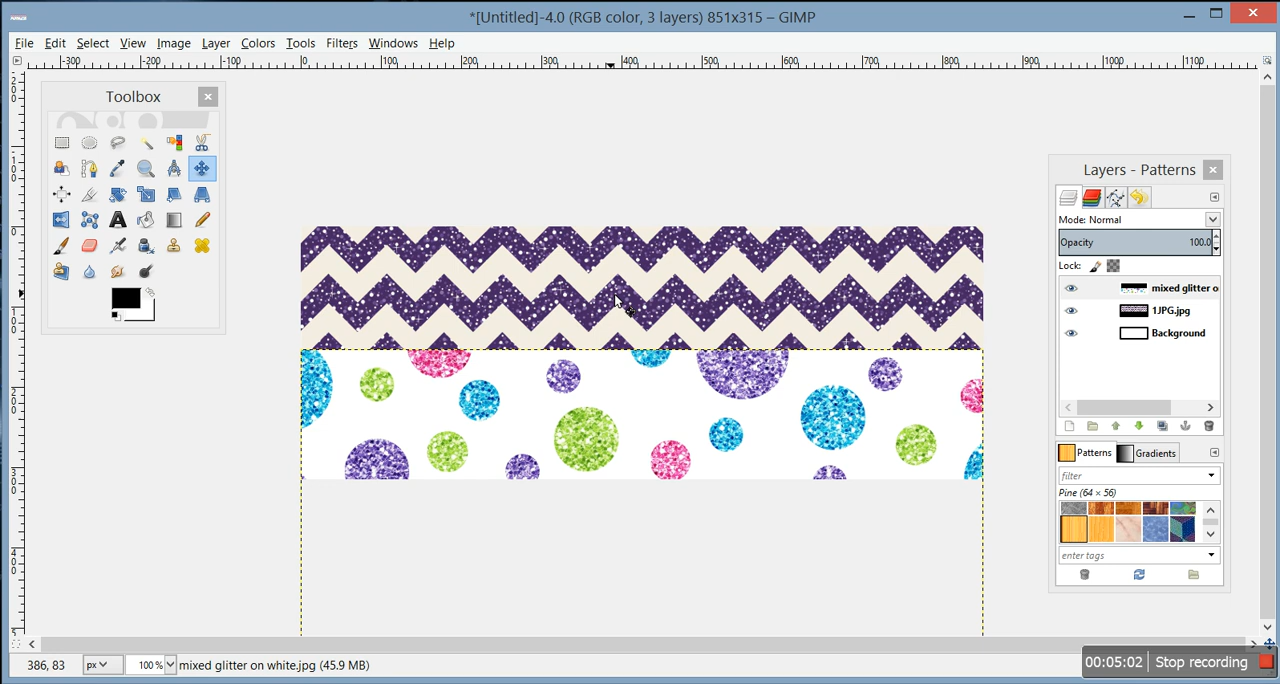 *[Untitled]-4.0 (RGB color, 3 layers) 851x315 – GIMP
File Edit Select View Image Layer Colors Tools Filters Windows Help
-300 -200 -100 0 100 200 300 400 500 600 700 800 900 1000 1100
Toolbox
Layers - Patterns
Mode: Normal
Opacity 100.0
Lock:
mixed glitter o
1JPG.jpg
Background
Patterns Gradients
filter
Pine (64 × 56)
enter tags
386, 83 px 100% mixed glitter on white.jpg (45.9 MB)
00:05:02 Stop recording